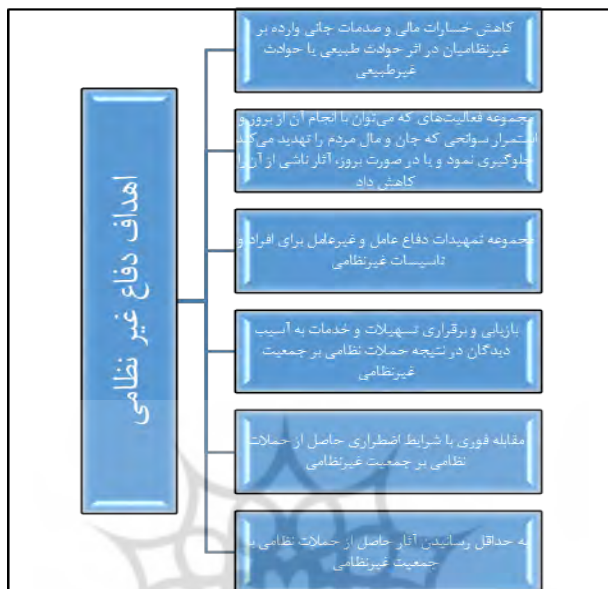 اهداف دفاع غیر نظامی
کاهش خسارات مالی و صدمات جانی وارده بر
غیرنظامیان در اثر حوادث طبیعی یا حوادث
غیرطبیعی
مجموعه فعالیت‌های که می‌توان با انجام آن از بروز و
استمرار سوانحی که جان و مال مردم را تهدید می‌کند
جلوگیری نمود و یا در صورت بروز، آثار ناشی از آن را
کاهش داد
مجموعه تمهیدات دفاع عامل و غیرعامل برای افراد و
تاسیسات غیرنظامی
بازیابی و برقراری تسهیلات و خدمات به آسیب
دیدگان در نتیجه حملات نظامی بر جمعیت
غیرنظامی
مقابله فوری با شرایط اضطراری حاصل از حملات
نظامی بر جمعیت غیرنظامی
به حداقل رسانیدن آثار حاصل از حملات نظامی بر
جمعیت غیرنظامی